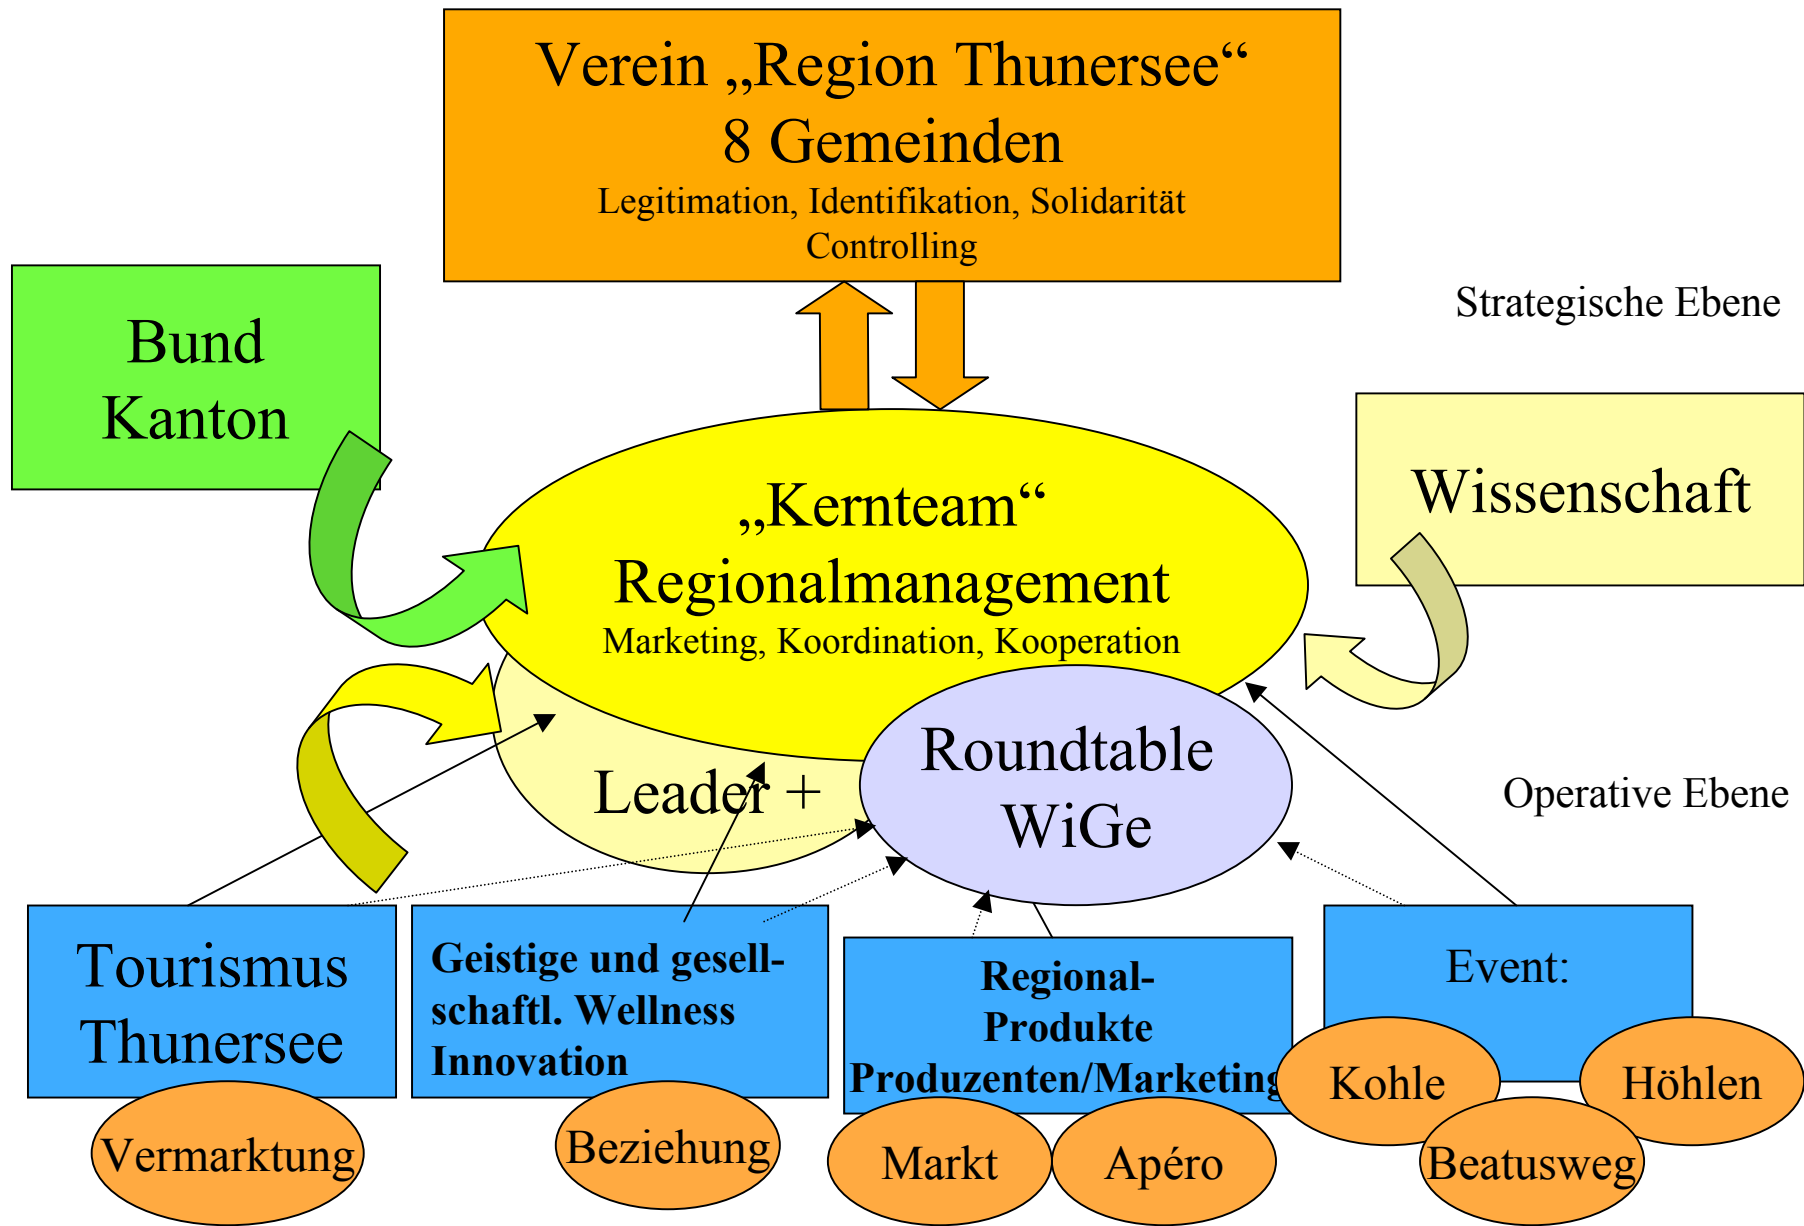 Verein „Region Thunersee“
8 Gemeinden
Legitimation, Identifikation, Solidarität
Controlling
Bund
Kanton
Strategische Ebene
Wissenschaft
„Kernteam“
Regionalmanagement
Marketing, Koordination, Kooperation
Leader +
Roundtable
WiGe
Operative Ebene
Tourismus
Thunersee
Vermarktung
Geistige und gesell-
schaftl. Wellness
Innovation
Beziehung
Regional-
Produkte
Produzenten/Marketing
Markt
Apéro
Event:
Kohle
Höhlen
Beatusweg